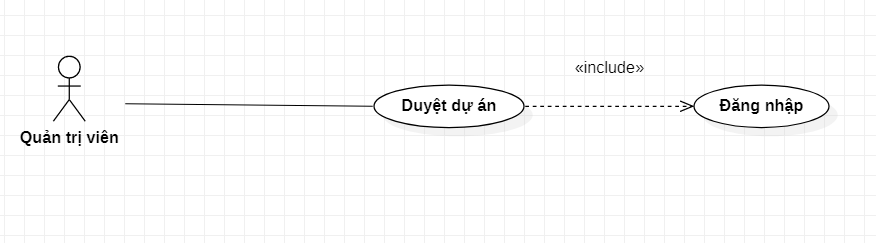 «include»
Duyệt dự án
Đăng nhập
Quản trị viên